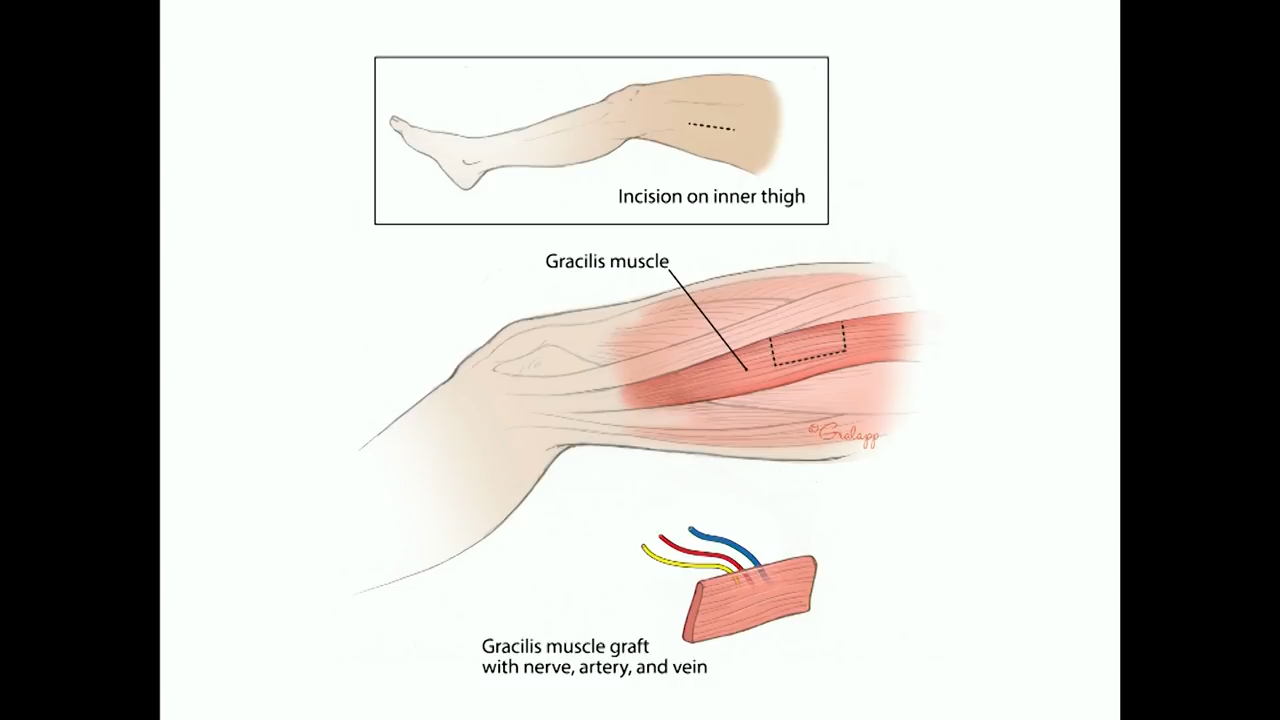 Incision on inner thigh
Gracilis muscle
©Gralapp
Gracilis muscle graft
with nerve, artery, and vein